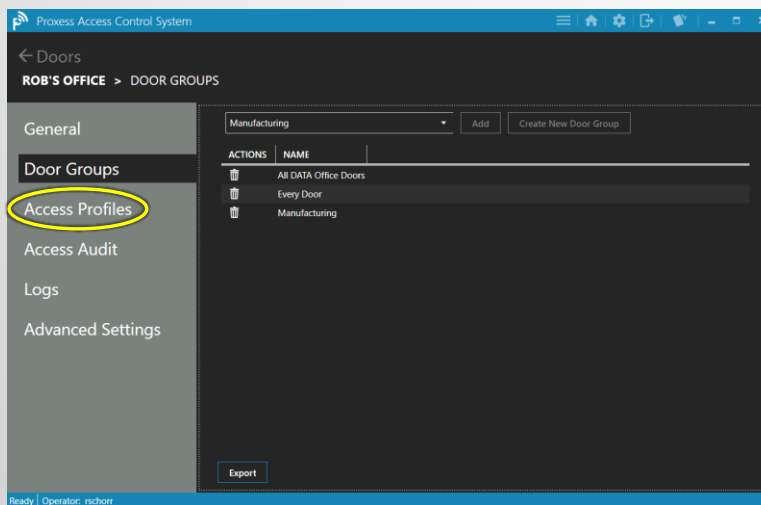 Proxess Access Control System
Doors
ROB'S OFFICE > DOOR GROUPS
General
Door Groups
Access Profiles
Access Audit
Logs
Advanced Settings
Manufacturing Add Create New Door Group
ACTIONS NAME
All DATA Office Doors
Every Door
Manufacturing
Export
Ready Operator: rschorr